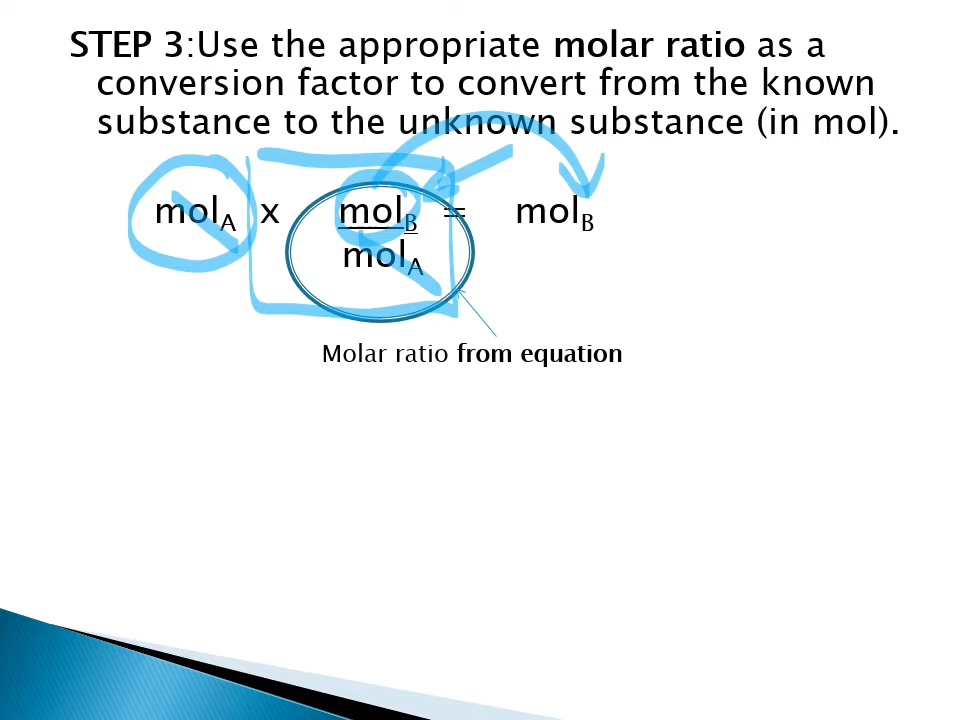 STEP 3:Use the appropriate molar ratio as a
conversion factor to convert from the known
substance to the unknown substance (in mol).
molA x molB = molB
molA
Molar ratio from equation